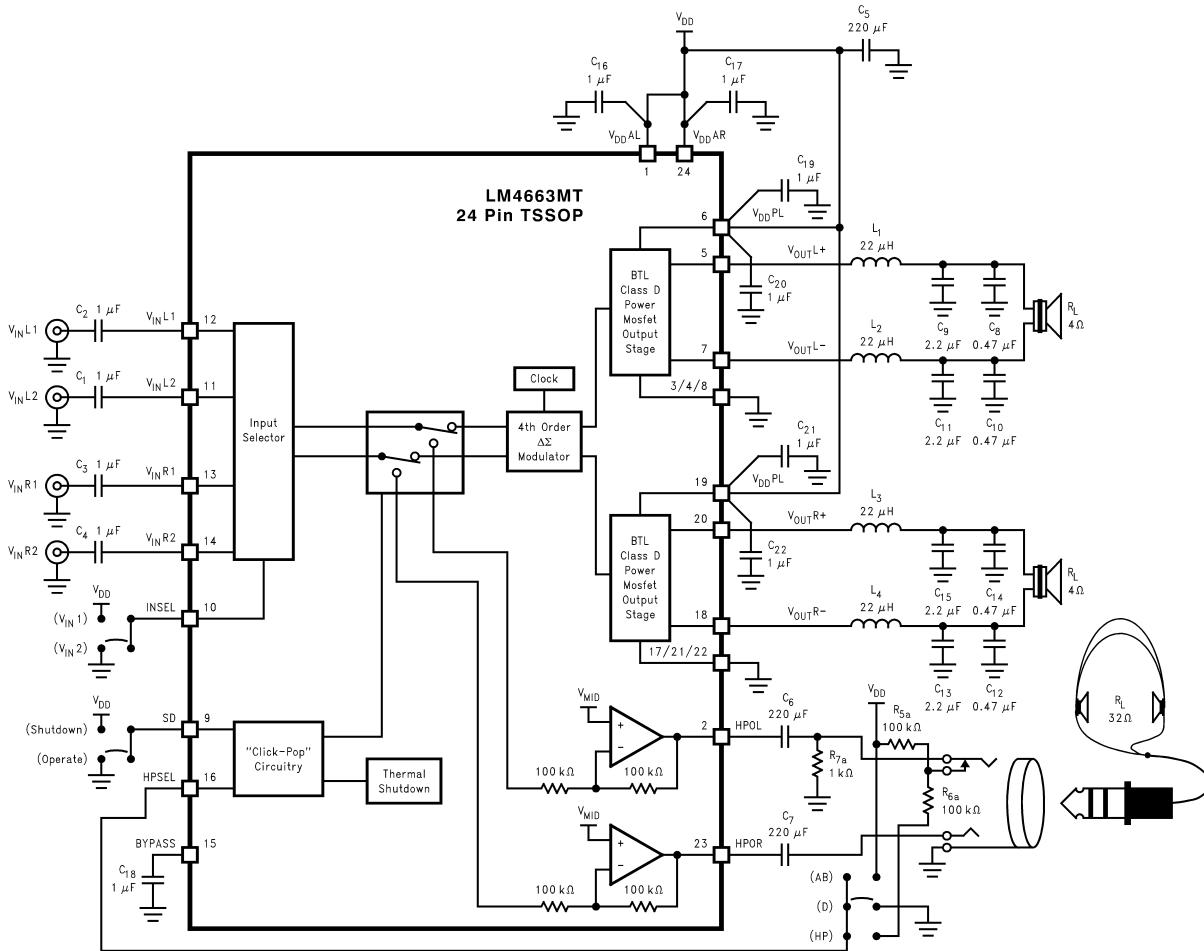 C5
220 μF
VDD
C16
1 μF
C17
1 μF
VDDAL
VDDAR
1
24
LM4663MT
24 Pin TSSOP
C19
1 μF
6
VDDPL
5
VOUTL+
L1
22 μH
BTL
Class D
Power
Mosfet
Output
Stage
C20
1 μF
C9
2.2 μF
C8
0.47 μF
RL
4Ω
7
VOUTL-
L2
22 μH
3/4/8
C11
2.2 μF
C10
0.47 μF
VINL1
C2
1 μF
VINL1
12
VINL2
C1
1 μF
VINL2
11
Input
Selector
VINR1
C3
1 μF
VINR1
13
VINR2
C4
1 μF
VINR2
14
Clock
4th Order
ΔΣ
Modulator
C21
1 μF
19
VDDPL
20
VOUTR+
L3
22 μH
BTL
Class D
Power
Mosfet
Output
Stage
C22
1 μF
C15
2.2 μF
C14
0.47 μF
RL
4Ω
18
VOUTR-
L4
22 μH
17/21/22
C13
2.2 μF
C12
0.47 μF
VDD
INSEL
10
(VIN1)
(VIN2)
VDD
SD
9
(Shutdown)
(Operate)
HPSEL
16
"Click-Pop"
Circuitry
Thermal
Shutdown
BYPASS
15
C18
1 μF
VMID
+
−
100 kΩ
100 kΩ
2
HPOL
C6
220 μF
R7a
1 kΩ
VDD
R5a
100 kΩ
R6a
100 kΩ
RL
32Ω
VMID
+
−
100 kΩ
100 kΩ
23
HPOR
C7
220 μF
(AB)
(D)
(HP)